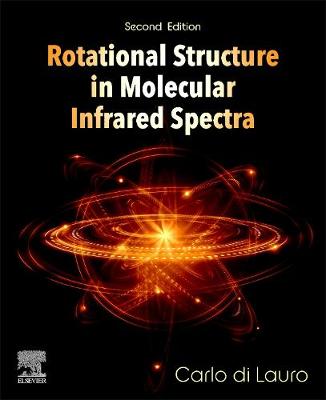 Second Edition
Rotational Structure
in Molecular
Infrared Spectra
ELSEVIER
Carlo di Lauro